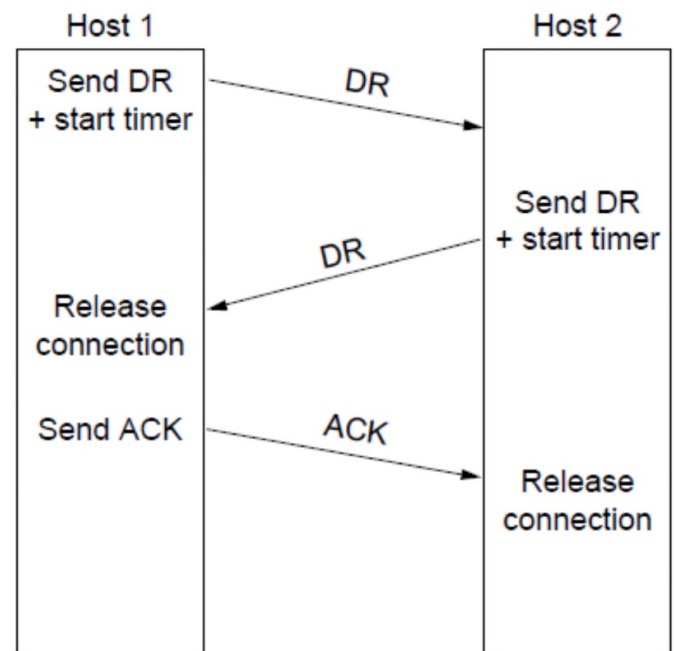 Host 1
Host 2
Send DR
+ start timer
DR
Send DR
+ start timer
DR
Release
connection
Send ACK
ACK
Release
connection